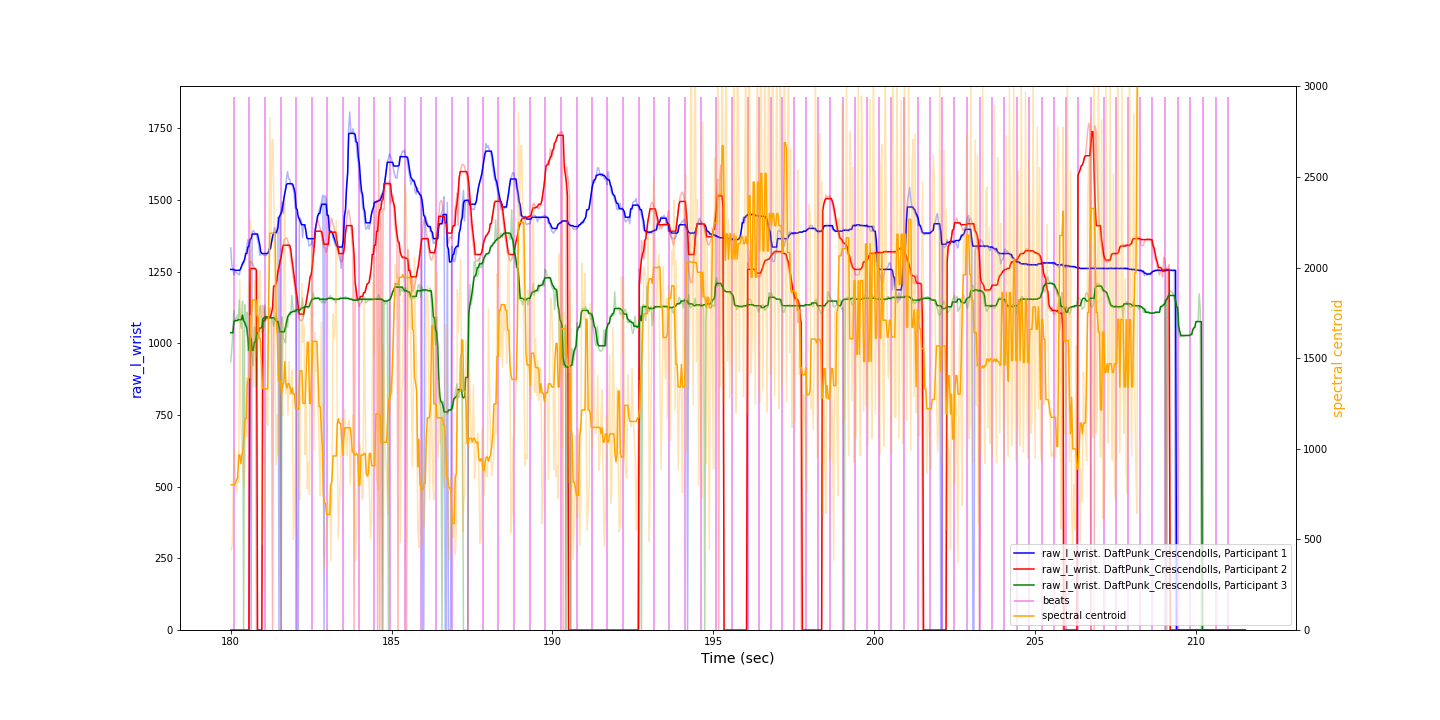 3000
1750
2500
1500
1250
2000
1000
1500
750
1000
500
500
250
0
0
raw_l_wrist
spectral centroid
raw_l_wrist. DaftPunk_Crescendolls, Participant 1
raw_l_wrist. DaftPunk_Crescendolls, Participant 2
raw_l_wrist. DaftPunk_Crescendolls, Participant 3
beats
spectral centroid
180 185 190 195 200 205 210
Time (sec)